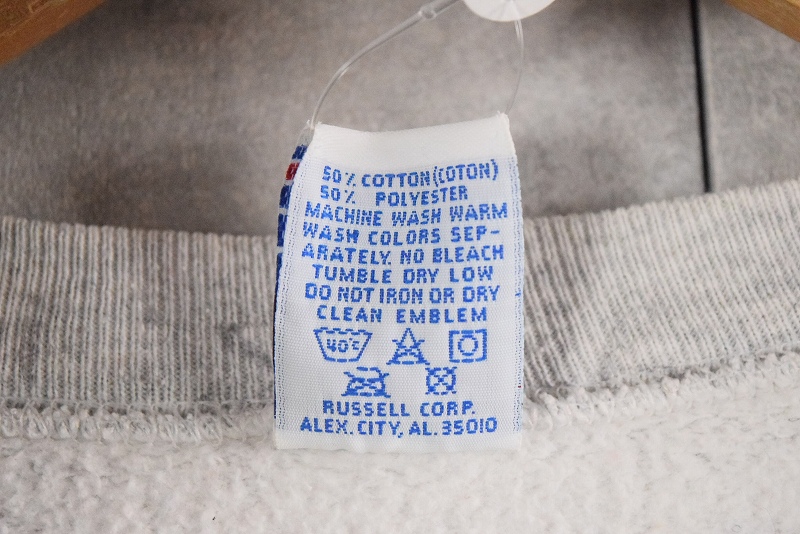 50% COTTON(COTON)
50% POLYESTER
MACHINE WASH WARM
WASH COLORS SEP-
ARATELY. NO BLEACH
TUMBLE DRY LOW
DO NOT IRON OR DRY
CLEAN EMBLEM
40°C
RUSSELL CORP.
ALEX. CITY, AL. 35010